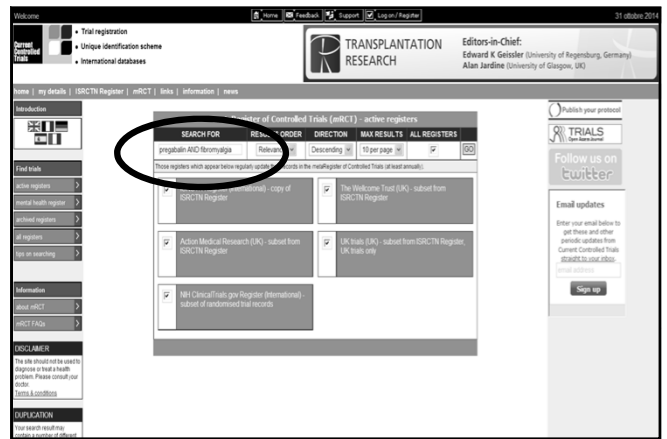 Welcome
Home
Feedback
Support
Log on / Register
31 ottobre 2014
Current
Controlled
Trials
• Trial registration
• Unique identification scheme
• International databases
TRANSPLANTATION
RESEARCH
Editors-in-Chief:
Edward K Geissler (University of Regensburg, Germany)
Alan Jardine (University of Glasgow, UK)
home | my details | ISRCTN Register | mRCT | links | information | news
Introduction
Find trials
active registers
mental health register
archived registers
all registers
tips on searching
Information
about mRCT
mRCT FAQs
DISCLAIMER
The site should not be used to
diagnose or treat a health
problem. Please consult your
doctor.
Terms & conditions
DUPLICATION
Your search result may
contain a number of different
ister of Controlled Trials (mRCT) - active registers
SEARCH FOR
ORDER
DIRECTION
MAX RESULTS
ALL REGISTERS
pregabalin AND fibromyalgia
Relevanc
Descending
10 per page
GO
Those registers which appear below regularly update records in the metaRegister of Controlled Trials (at least annually).
(International) - copy of
ISRCTN Register
The Wellcome Trust (UK) - subset from
ISRCTN Register
Action Medical Research (UK) - subset from
ISRCTN Register
UK trials (UK) - subset from ISRCTN Register,
UK trials only
NIH ClinicalTrials.gov Register (International) -
subset of randomised trial records
Publish your protocol
TRIALS
Open Access Journal
Follow us on
twitter
Email updates
Enter your email below to
get these and other
periodic updates from
Current Controlled Trials
straight to your inbox.
email address
Sign up